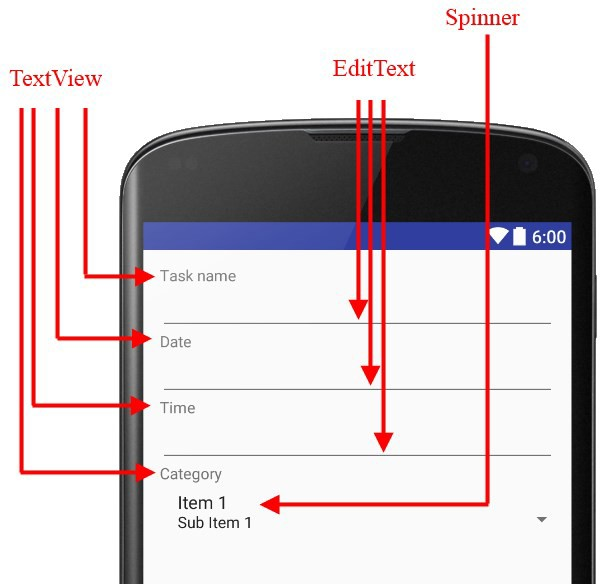 Spinner
EditText
TextView
6:00
Task name
Date
Time
Category
Item 1
Sub Item 1